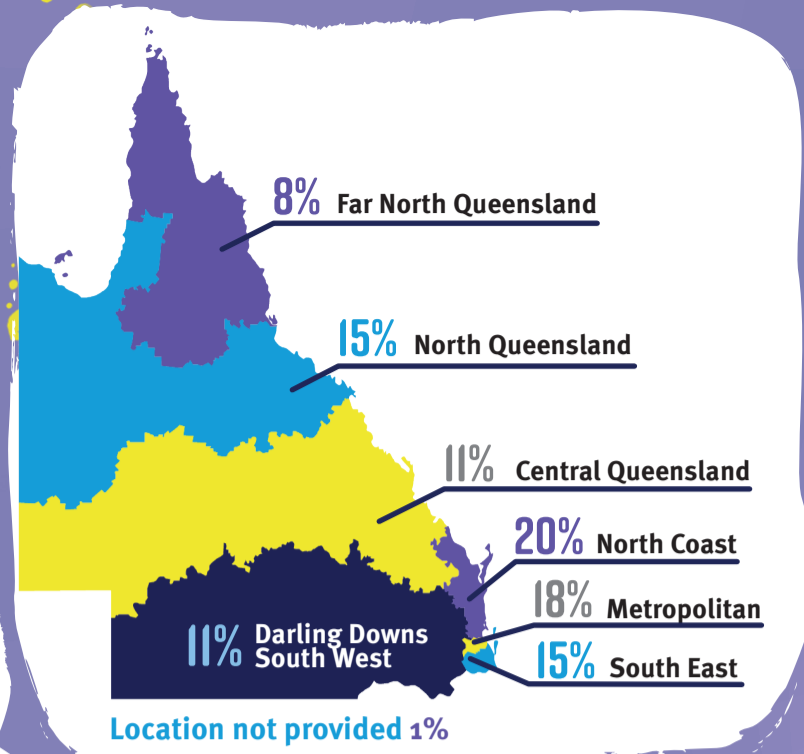 8% Far North Queensland
15% North Queensland
11% Central Queensland
20% North Coast
18% Metropolitan
11% Darling Downs
South West
15% South East
Location not provided 1%